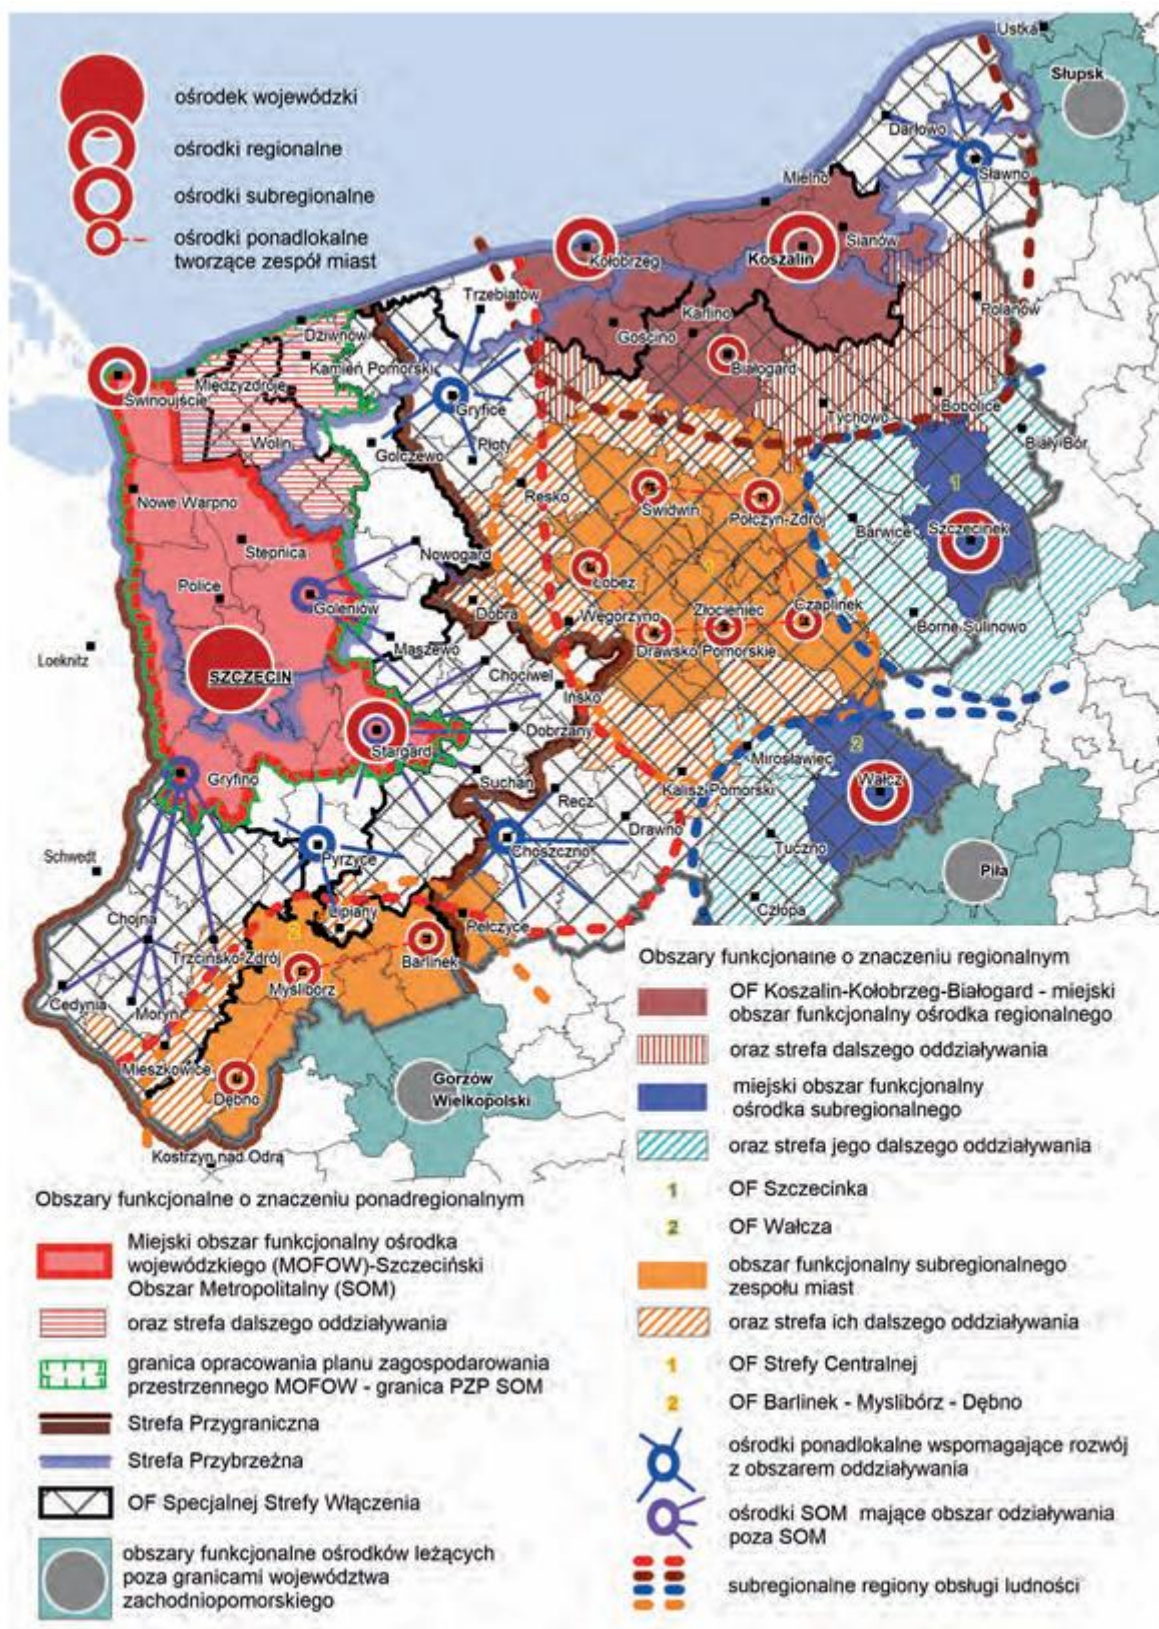 ośrodek wojewódzki
ośrodki regionalne
ośrodki subregionalne
ośrodki ponadlokalne
tworzące zespół miast
Ustka
Słupsk
Darłowo
Sławno
Mielno
Sianów
Kołobrzeg
Koszalin
Polanów
Trzebiatów
Karlino
Gościno
Białogard
Dziwnów
Kamień Pomorski
Świnoujście
Międzyzdroje
Gryfice
Tychowo
Bobolice
Biały Bór
Wolin
Golczewo
Płoty
Nowe Warpno
Resko
Świdwin
Połczyn-Zdrój
1
Barwice
Szczecinek
Stepnica
Nowogard
Police
Goleniów
Łobez
1
Dobra
Węgorzyno
Złocieniec
Czaplinek
Borne Sulinowo
Loeknitz
Maszewo
Drawsko Pomorskie
SZCZECIN
Chociwel
Ińsko
Stargard
Dobrzany
Mirosławiec
2
Gryfino
Suchań
Kalisz Pomorski
Wałcz
Recz
Drawno
Schwedt
Pyrzyce
Choszczno
Tuczno
Piła
Człopa
Chojna
Lipiany
Pełczyce
2
Trzcińsko-Zdrój
Barlinek
Cedynia
Moryń
Myślibórz
Mieszkowice
Dębno
Gorzów
Wielkopolski
Kostrzyn nad Odrą
Obszary funkcjonalne o znaczeniu ponadregionalnym
Miejski obszar funkcjonalny ośrodka
wojewódzkiego (MOFOW)-Szczeciński
Obszar Metropolitalny (SOM)
oraz strefa dalszego oddziaływania
granica opracowania planu zagospodarowania
przestrzennego MOFOW - granica PZP SOM
Strefa Przygraniczna
Strefa Przybrzeżna
OF Specjalnej Strefy Włączenia
obszary funkcjonalne ośrodków leżących
poza granicami województwa
zachodniopomorskiego
Obszary funkcjonalne o znaczeniu regionalnym
OF Koszalin-Kołobrzeg-Białogard - miejski
obszar funkcjonalny ośrodka regionalnego
oraz strefa dalszego oddziaływania
miejski obszar funkcjonalny
ośrodka subregionalnego
oraz strefa jego dalszego oddziaływania
1 OF Szczecinka
2 OF Wałcza
obszar funkcjonalny subregionalnego
zespołu miast
oraz strefa ich dalszego oddziaływania
1 OF Strefy Centralnej
2 OF Barlinek - Myslibórz - Dębno
ośrodki ponadlokalne wspomagające rozwój
z obszarem oddziaływania
ośrodki SOM mające obszar odziaływania
poza SOM
subregionalne regiony obsługi ludności